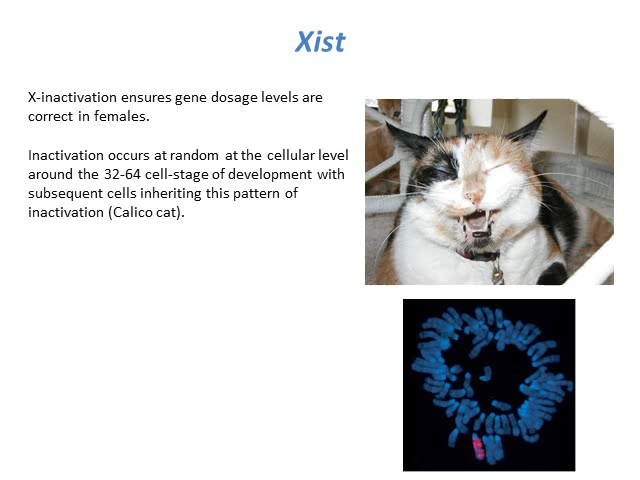 Xist
X-inactivation ensures gene dosage levels are
correct in females.
Inactivation occurs at random at the cellular level
around the 32-64 cell-stage of development with
subsequent cells inheriting this pattern of
inactivation (Calico cat).